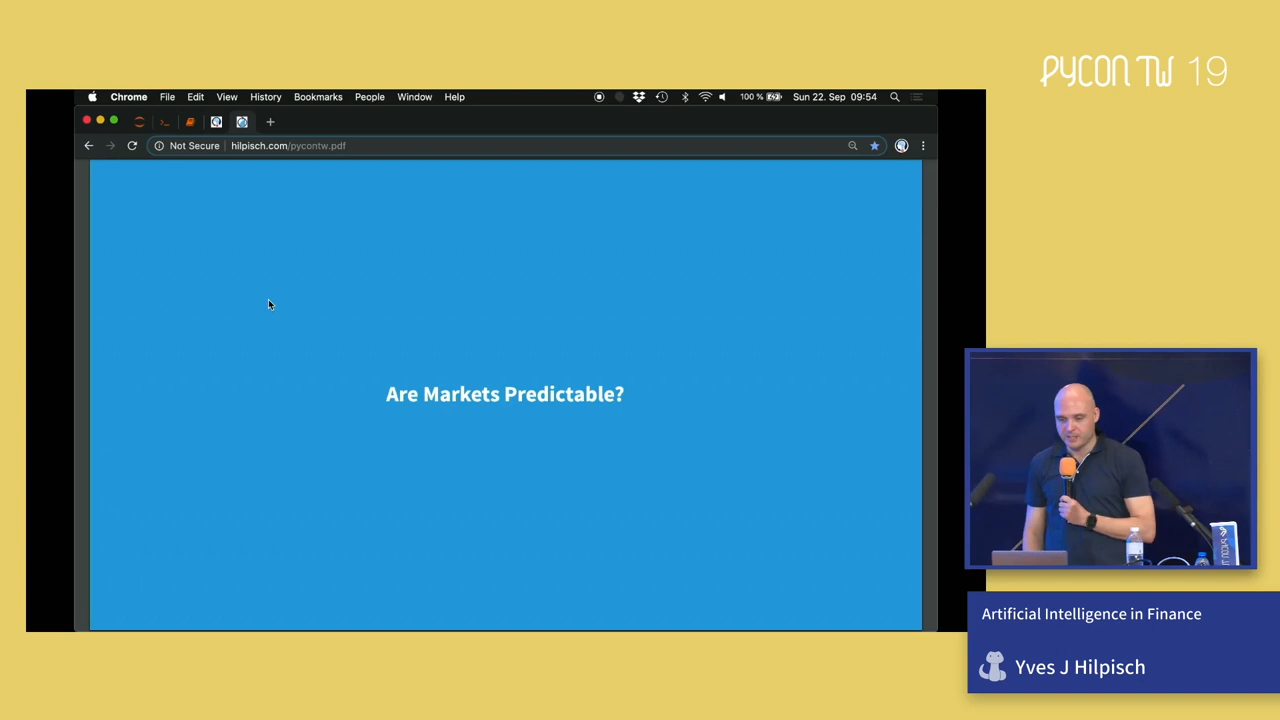 PYCON TW 19
Chrome File Edit View History Bookmarks People Window Help 100 % Sun 22. Sep 09:54
Not Secure hilpisch.com/pycontw.pdf
Are Markets Predictable?
Artificial Intelligence in Finance
Yves J Hilpisch